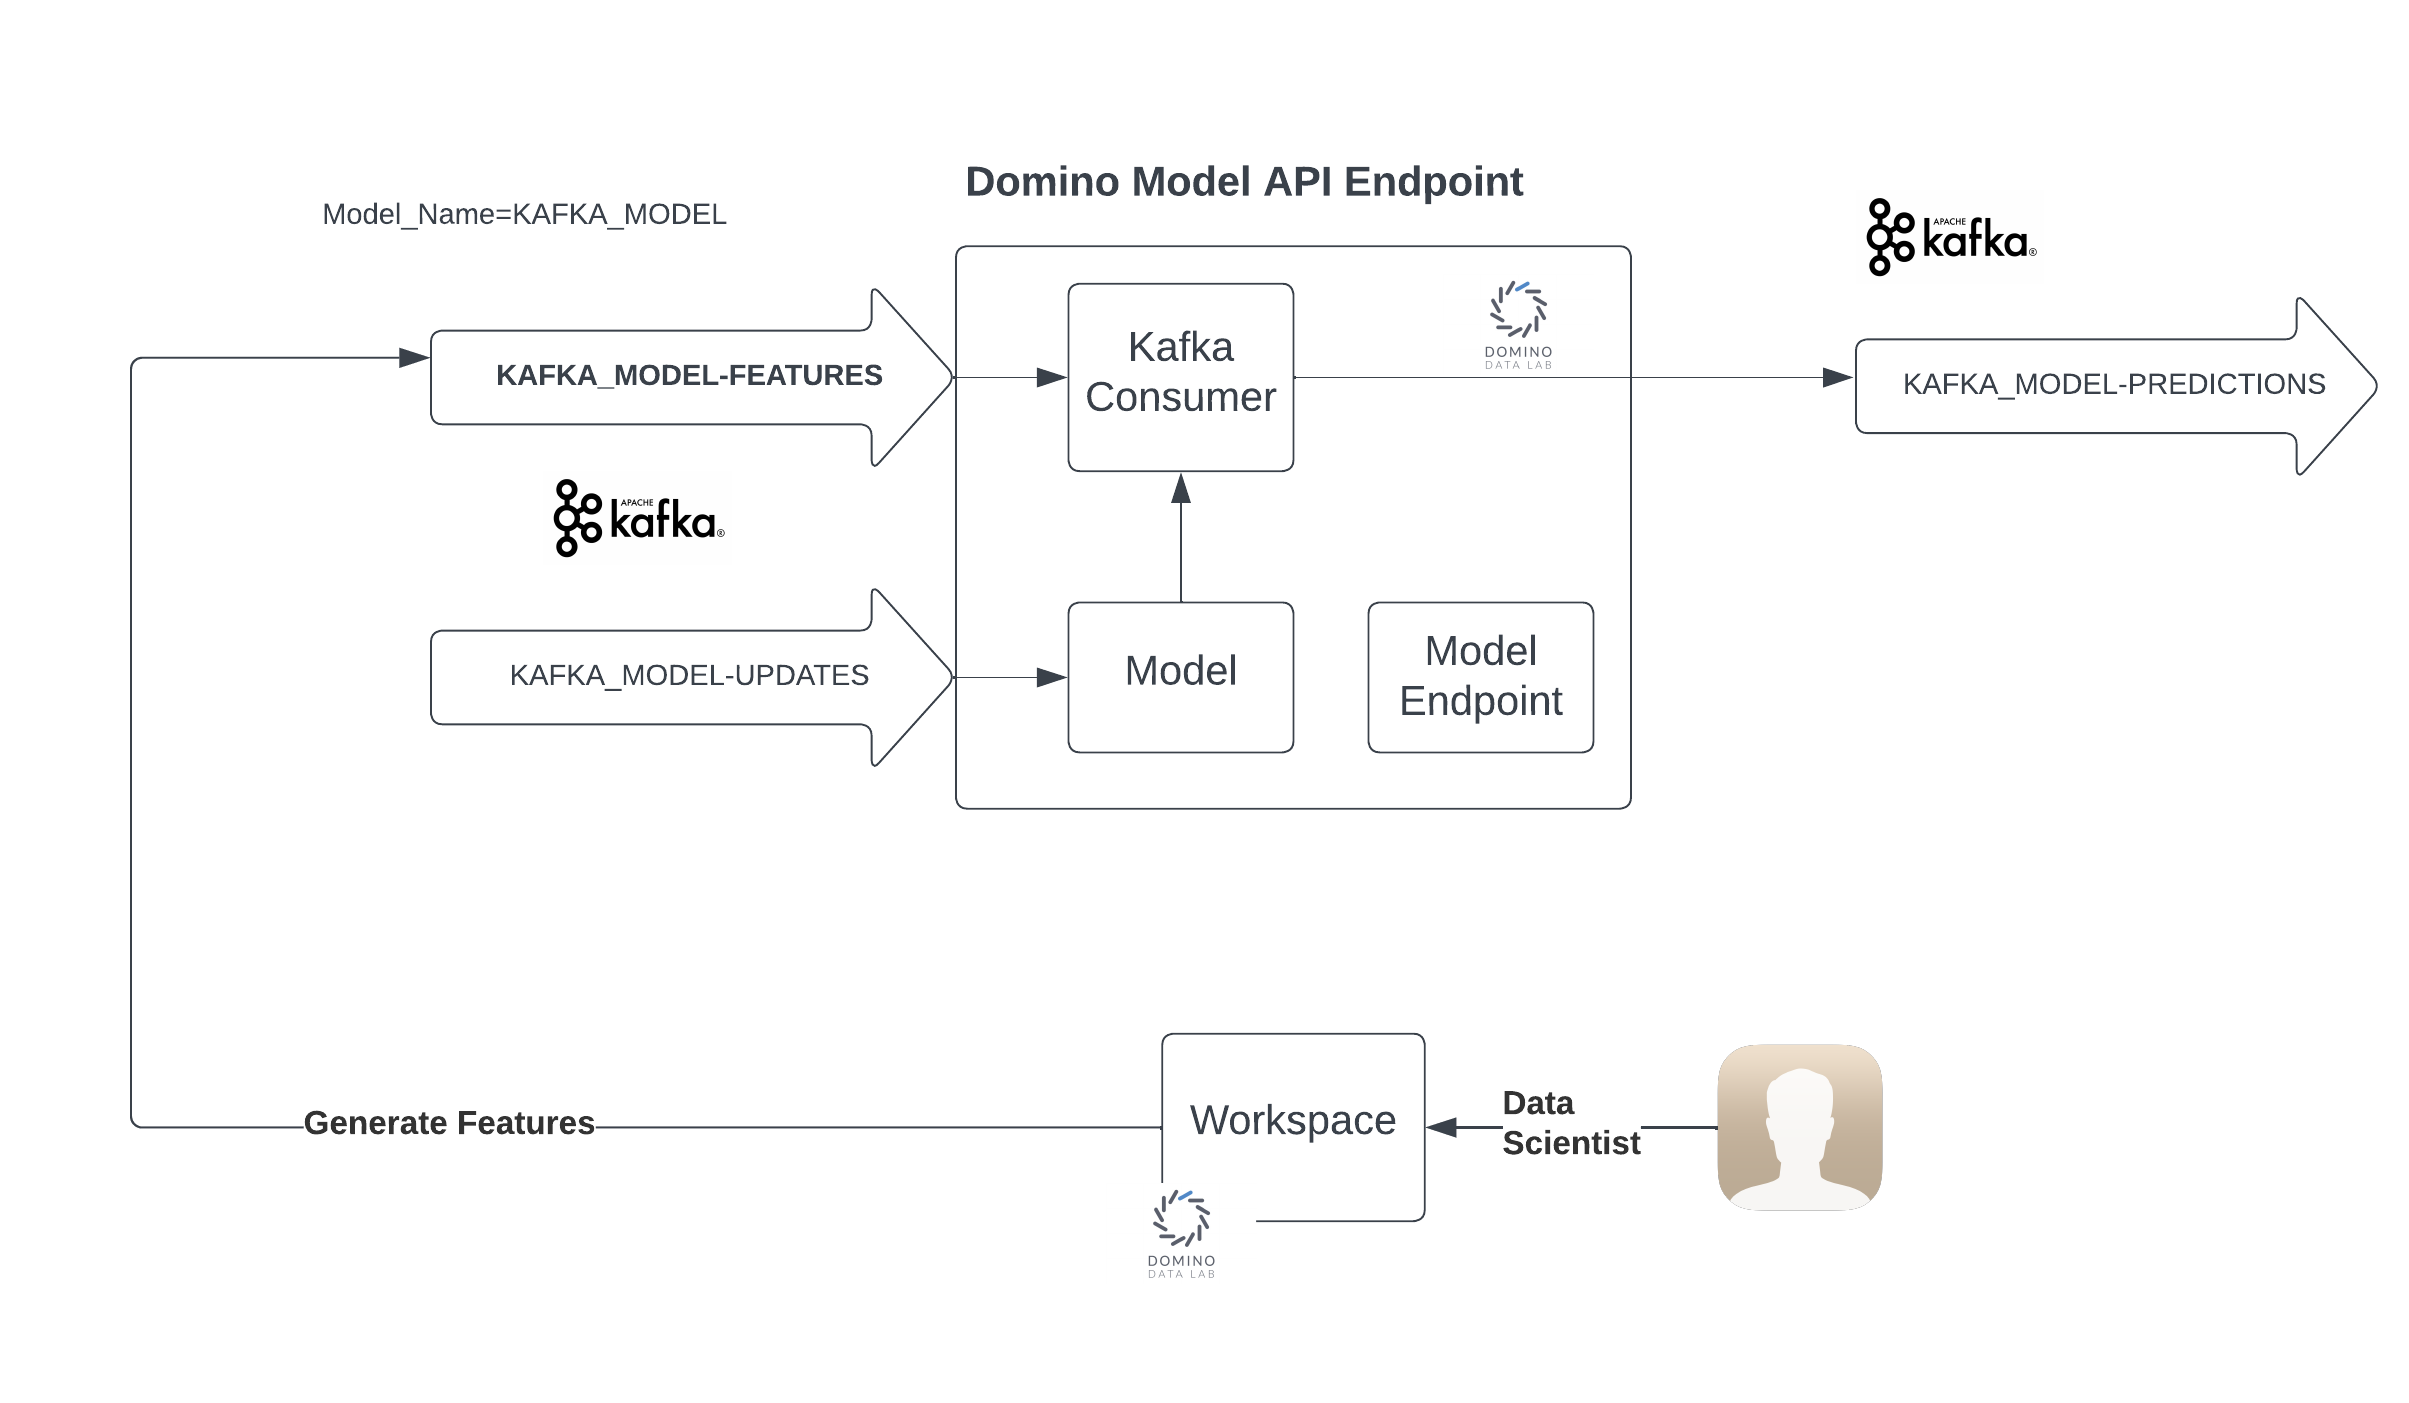 Domino Model API Endpoint
Model_Name=KAFKA_MODEL
APACHE
kafka®
DOMINO
DATA LAB
Kafka
Consumer
KAFKA_MODEL-FEATURES
KAFKA_MODEL-PREDICTIONS
APACHE
kafka®
KAFKA_MODEL-UPDATES
Model
Model
Endpoint
Generate Features
Workspace
Data
Scientist
DOMINO
DATA LAB